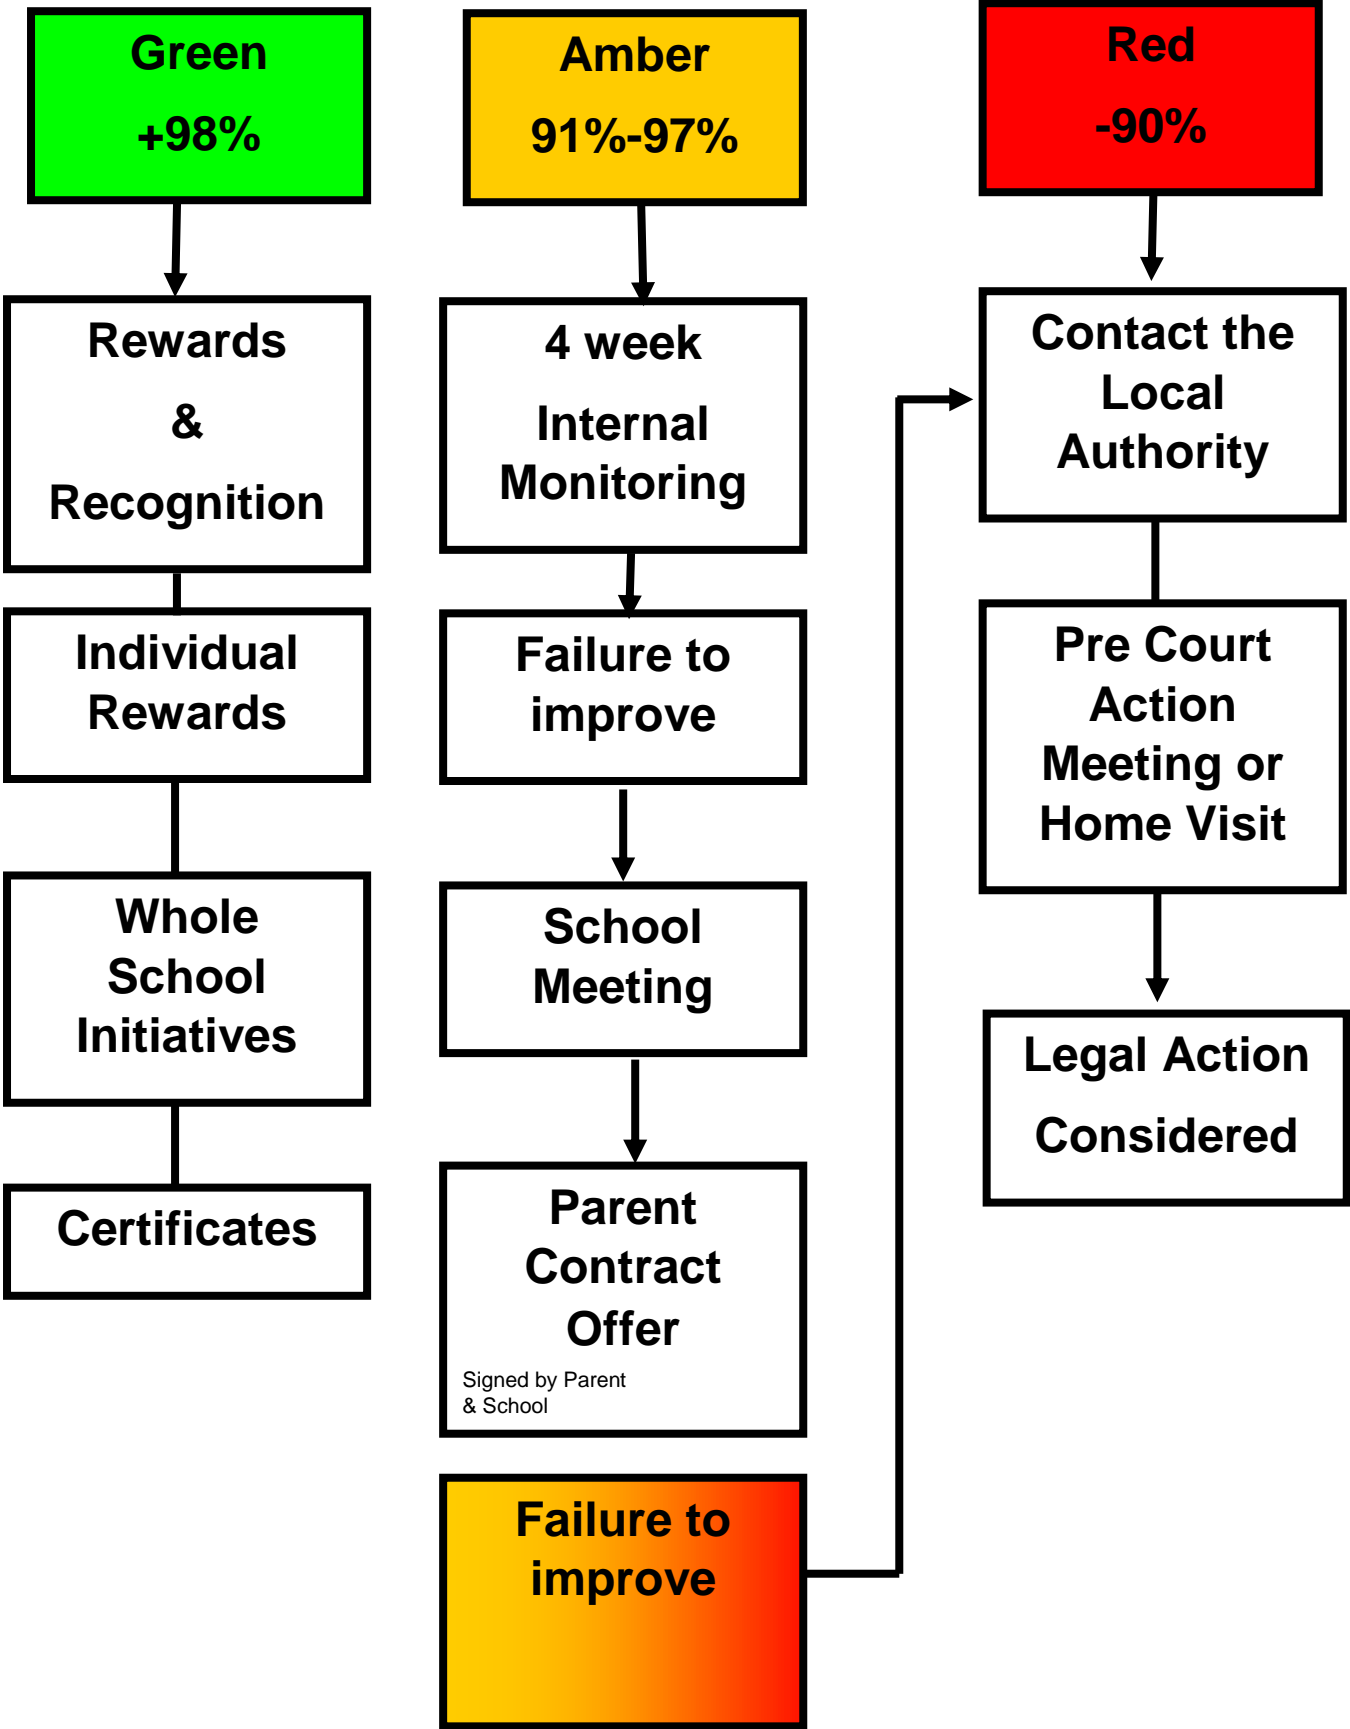 Green
+98%
Rewards
&
Recognition
Individual
Rewards
Whole
School
Initiatives
Certificates
Amber
91%-97%
4 week
Internal
Monitoring
Failure to
improve
School
Meeting
Parent
Contract
Offer
Signed by Parent
& School
Failure to
improve
Red
-90%
Contact the
Local
Authority
Pre Court
Action
Meeting or
Home Visit
Legal Action
Considered